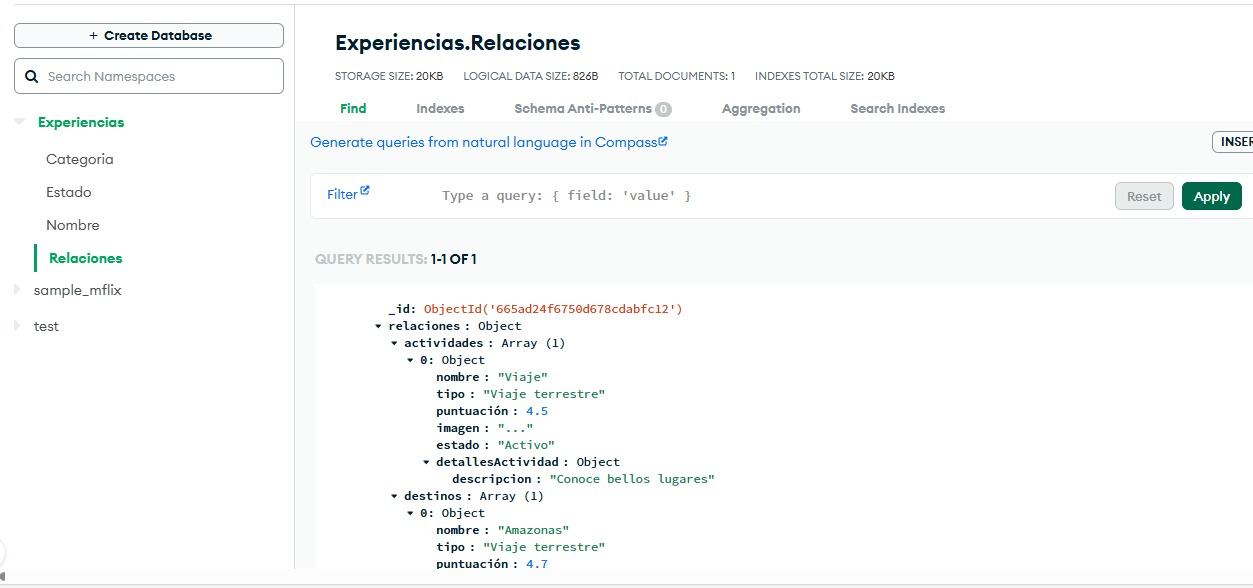 + Create Database
Search Namespaces
Experiencias
Categoria
Estado
Nombre
Relaciones
sample_mflix
test
Experiencias.Relaciones
STORAGE SIZE: 20KB LOGICAL DATA SIZE: 826B TOTAL DOCUMENTS: 1 INDEXES TOTAL SIZE: 20KB
Find Indexes Schema Anti-Patterns 0 Aggregation Search Indexes
Generate queries from natural language in Compass
INSER
Filter Type a query: { field: 'value' } Reset Apply
QUERY RESULTS: 1-1 OF 1
_id: ObjectId('665ad24f6750d678cdabfc12')
relaciones : Object
actividades : Array (1)
0: Object
nombre : "Viaje"
tipo : "Viaje terrestre"
puntuación : 4.5
imagen : "..."
estado : "Activo"
detallesActividad : Object
descripcion : "Conoce bellos lugares"
destinos : Array (1)
0: Object
nombre : "Amazonas"
tipo : "Viaje terrestre"
puntuación : 4.7